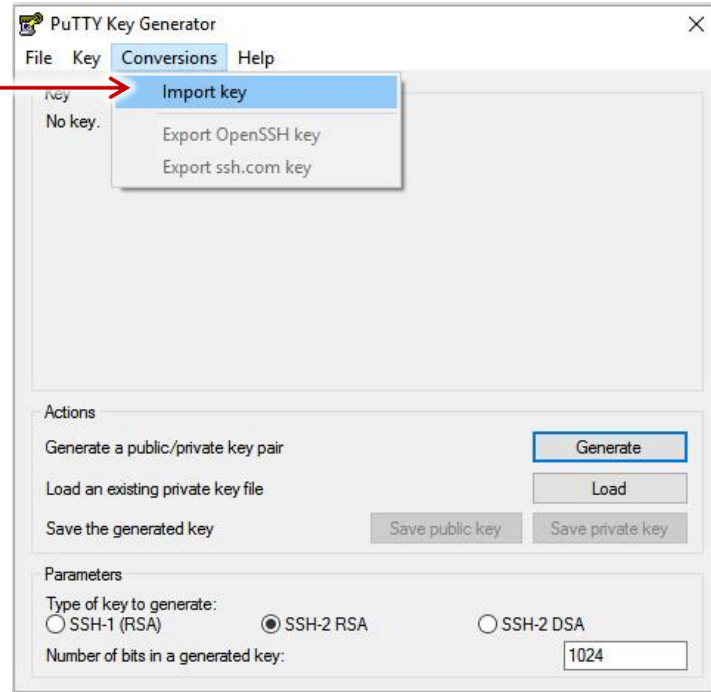 PuTTY Key Generator
File Key Conversions Help
Key
Import key
No key.
Export OpenSSH key
Export ssh.com key
Actions
Generate a public/private key pair
Generate
Load an existing private key file
Load
Save the generated key
Save public key
Save private key
Parameters
Type of key to generate:
SSH-1 (RSA) SSH-2 RSA SSH-2 DSA
Number of bits in a generated key:
1024